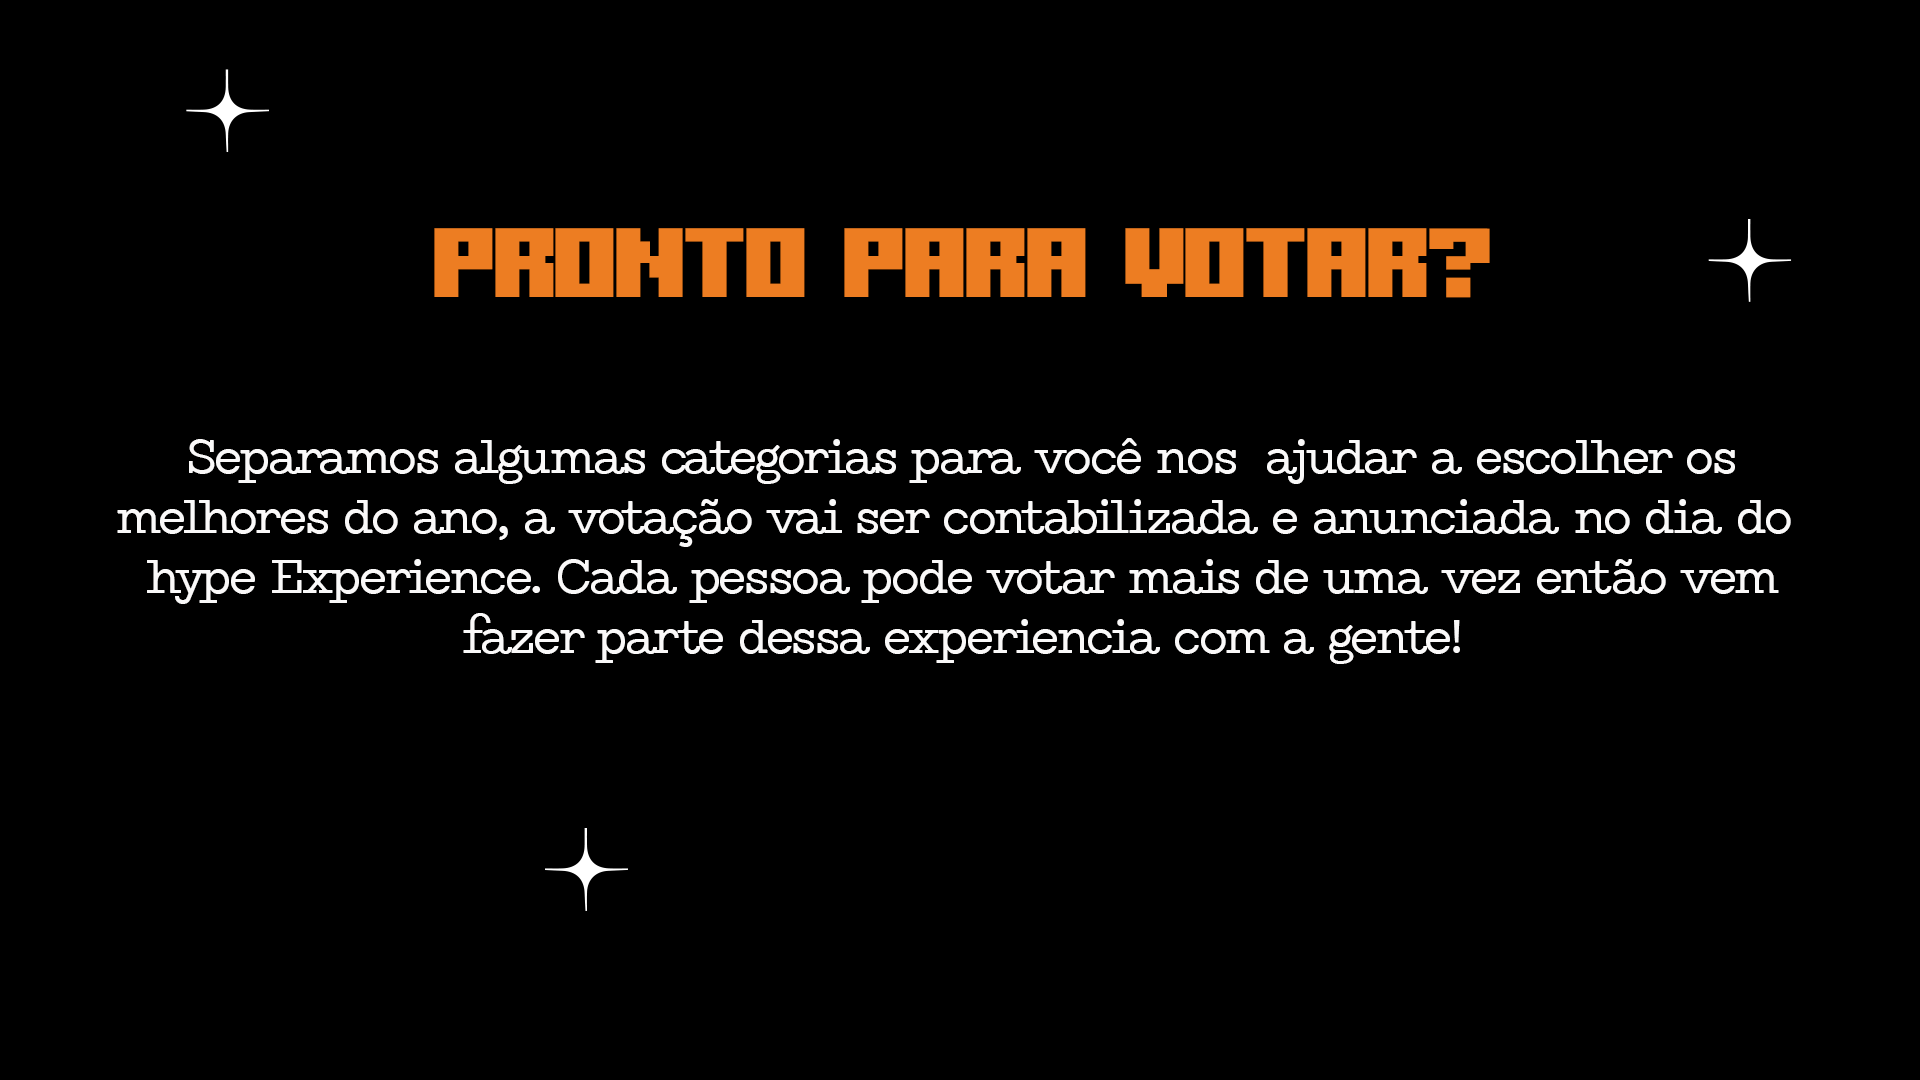 PRONTO PARA VOTAR?
Separamos algumas categorias para você nos  ajudar a escolher os
melhores do ano, a votação vai ser contabilizada e anunciada no dia do
hype Experience. Cada pessoa pode votar mais de uma vez então vem
fazer parte dessa experiencia com a gente!